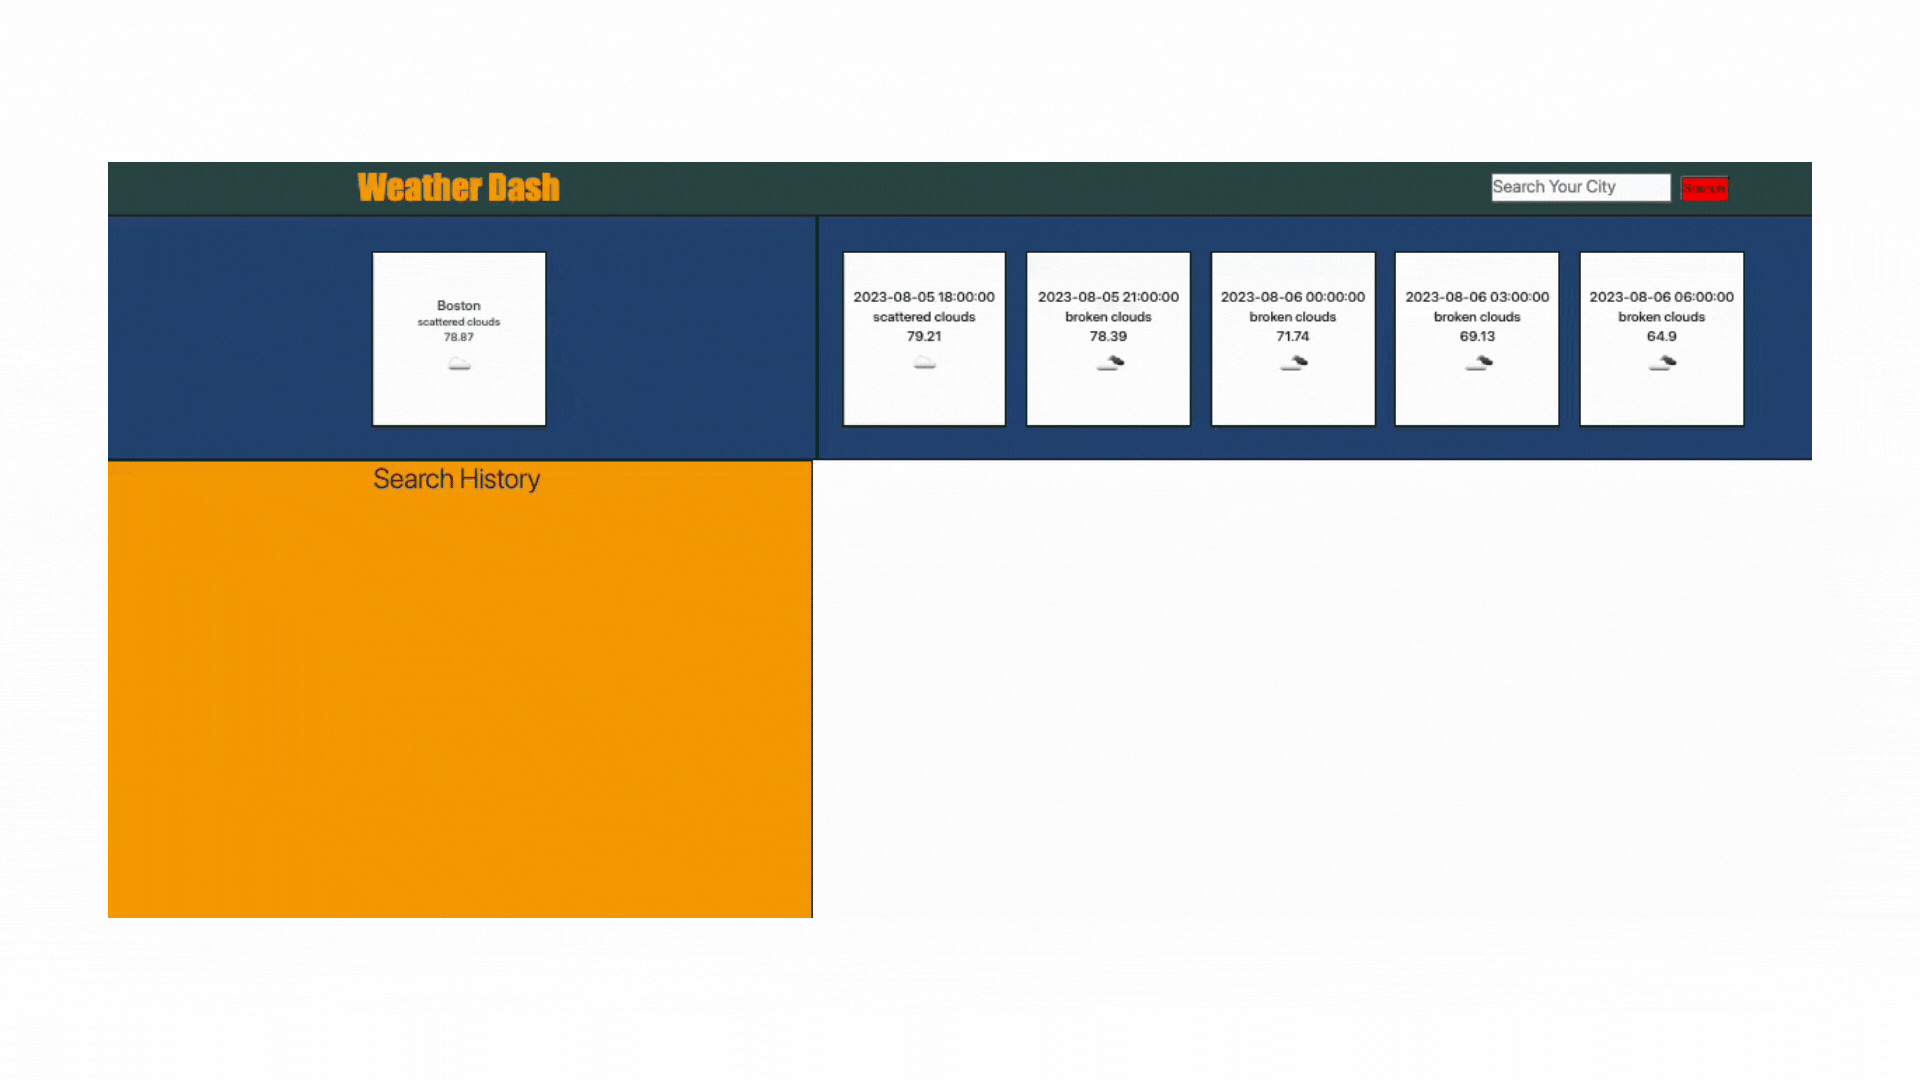 Weather Dash
Search Your City
Boston
scattered clouds
78.87
2023-08-05 18:00:00
scattered clouds
79.21
2023-08-05 21:00:00
broken clouds
78.39
2023-08-06 00:00:00
broken clouds
71.74
2023-08-06 03:00:00
broken clouds
69.13
2023-08-06 06:00:00
broken clouds
64.9
Search History